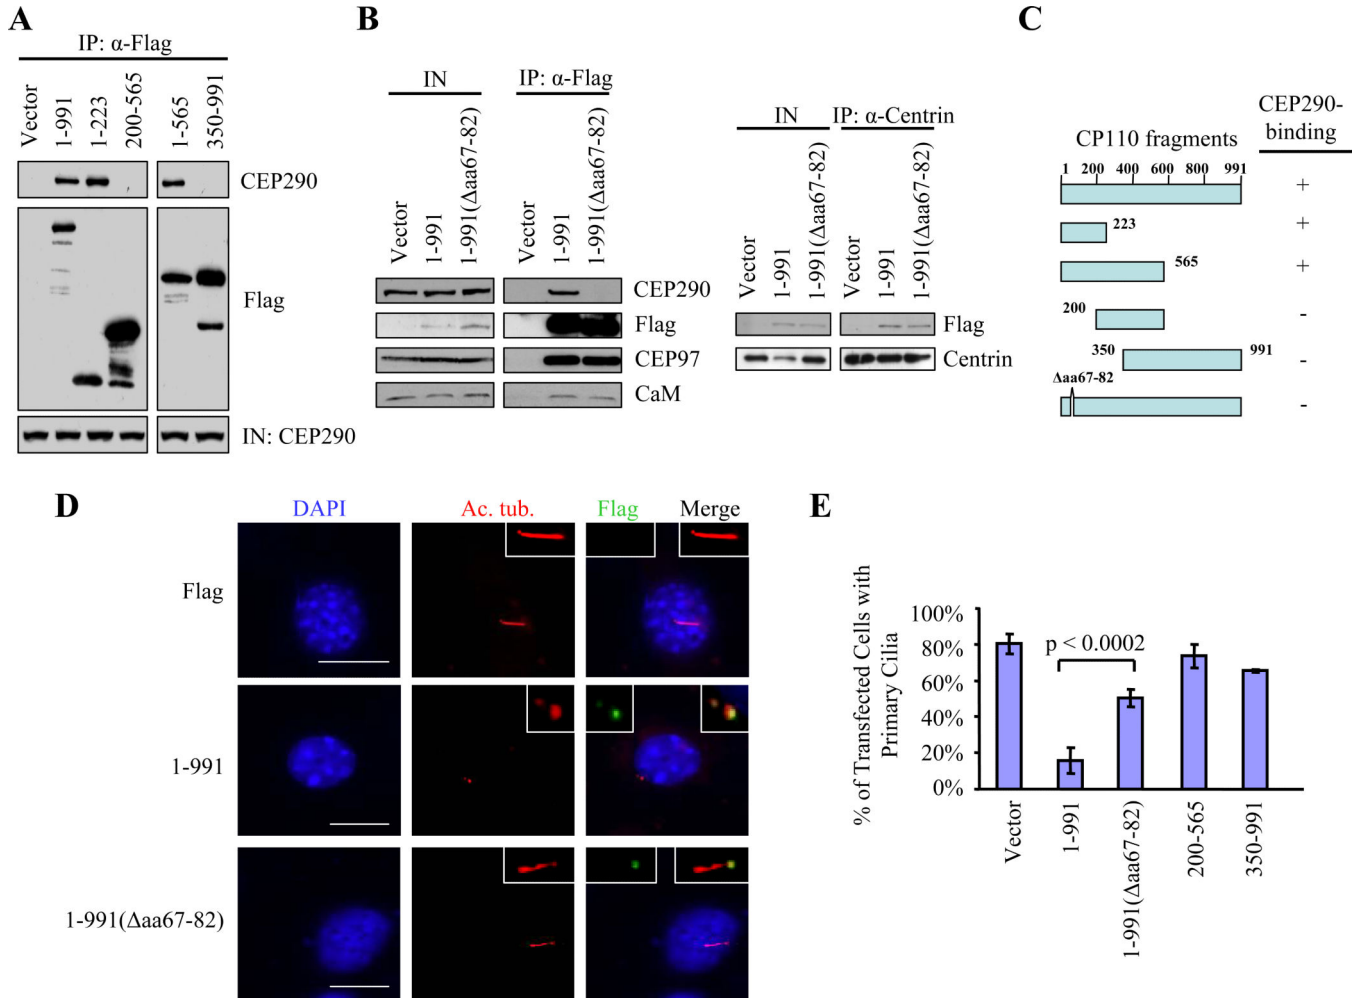 A
IP: α-Flag
Vector
1-991
1-223
200-565
1-565
350-991
CEP290
Flag
IN: CEP290
B
IN
IP: α-Flag
Vector
1-991
1-991(Δaa67-82)
Vector
1-991
1-991(Δaa67-82)
CEP290
Flag
CEP97
CaM
IN
IP: α-Centrin
Vector
1-991
1-991(Δaa67-82)
Vector
1-991
1-991(Δaa67-82)
Flag
Centrin
C
CEP290-
binding
CP110 fragments
1 200 400 600 800 991
+
223
+
565
+
200
-
350
991
-
Δaa67-82
-
D
DAPI
Ac. tub.
Flag
Merge
Flag
1-991
1-991(Δaa67-82)
E
% of Transfected Cells with
Primary Cilia
100%
80%
60%
40%
20%
0%
p < 0.0002
Vector
1-991
1-991(Δaa67-82)
200-565
350-991